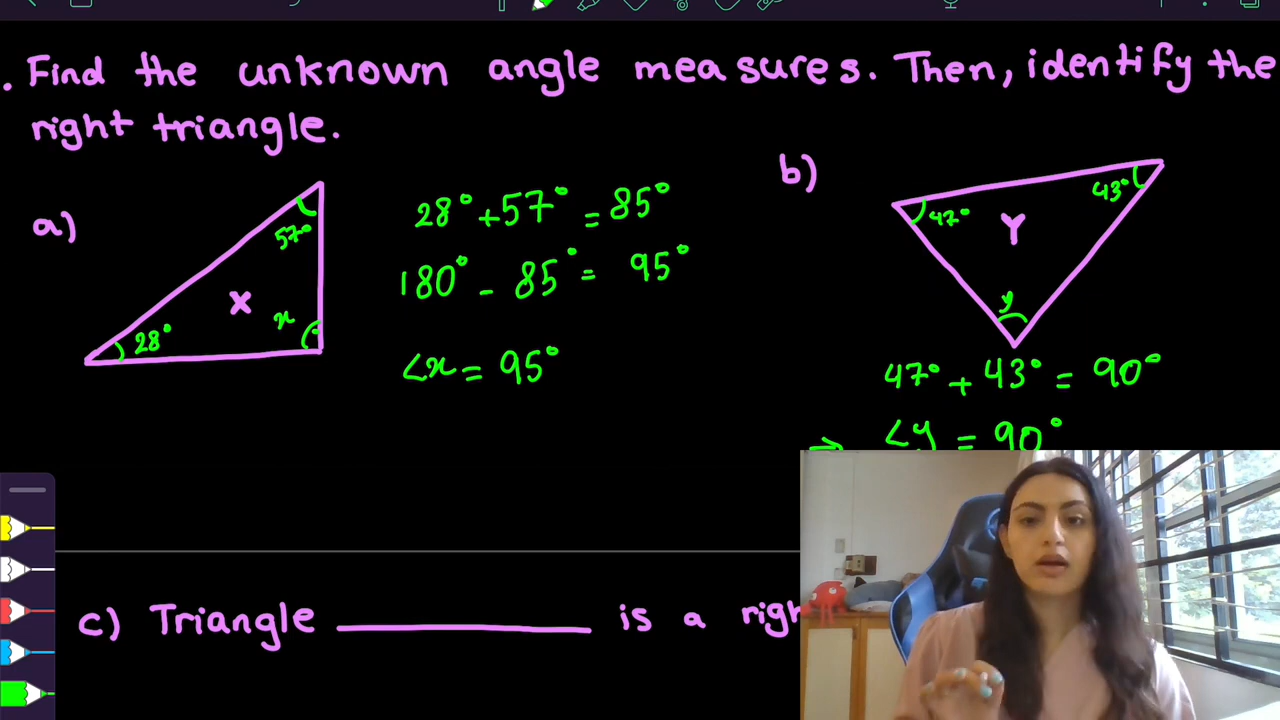 . Find the unknown angle measures. Then, identify the
right triangle.
a)
57°
X
x
28°
28° + 57° = 85°
180° - 85° = 95°
<x = 95°
b)
47°
43°
Y
y
47° + 43° = 90°
⇒ <y = 90°
c) Triangle __________ is a righ